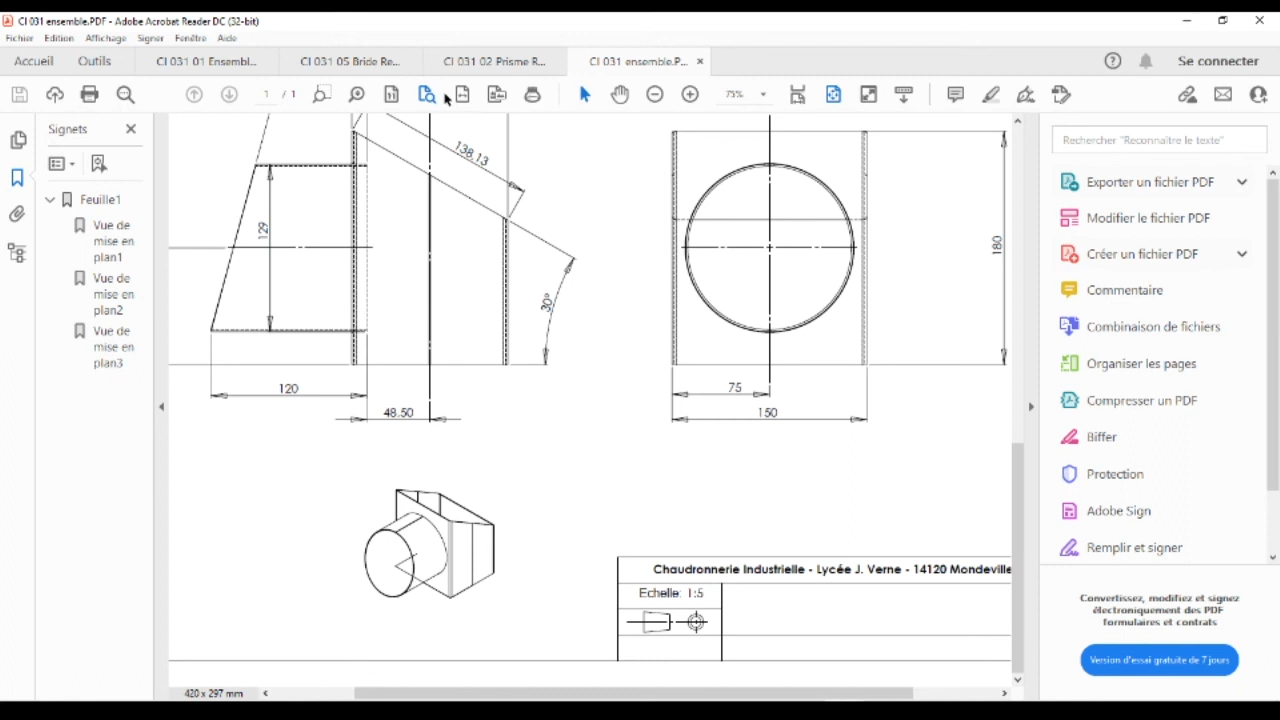 CI 031 ensemble.PDF - Adobe Acrobat Reader DC (32-bit)
Fichier Edition Affichage Signer Fenêtre Aide
Accueil Outils CI 031 01 Ensembl... CI 031 05 Bride Re... CI 031 02 Prisme R... CI 031 ensemble.P... × Se connecter
1 / 1 75%
Signets
Feuille1
Vue de
mise en
plan1
Vue de
mise en
plan2
Vue de
mise en
plan3
138.13
129
30°
120
48.50
180
75
150
Chaudronnerie Industrielle - Lycée J. Verne - 14120 Mondeville
Echelle: 1:5
420 x 297 mm
Rechercher "Reconnaître le texte"
Exporter un fichier PDF
Modifier le fichier PDF
Créer un fichier PDF
Commentaire
Combinaison de fichiers
Organiser les pages
Compresser un PDF
Biffer
Protection
Adobe Sign
Remplir et signer
Convertissez, modifiez et signez
électroniquement des PDF
formulaires et contrats
Version d'essai gratuite de 7 jours